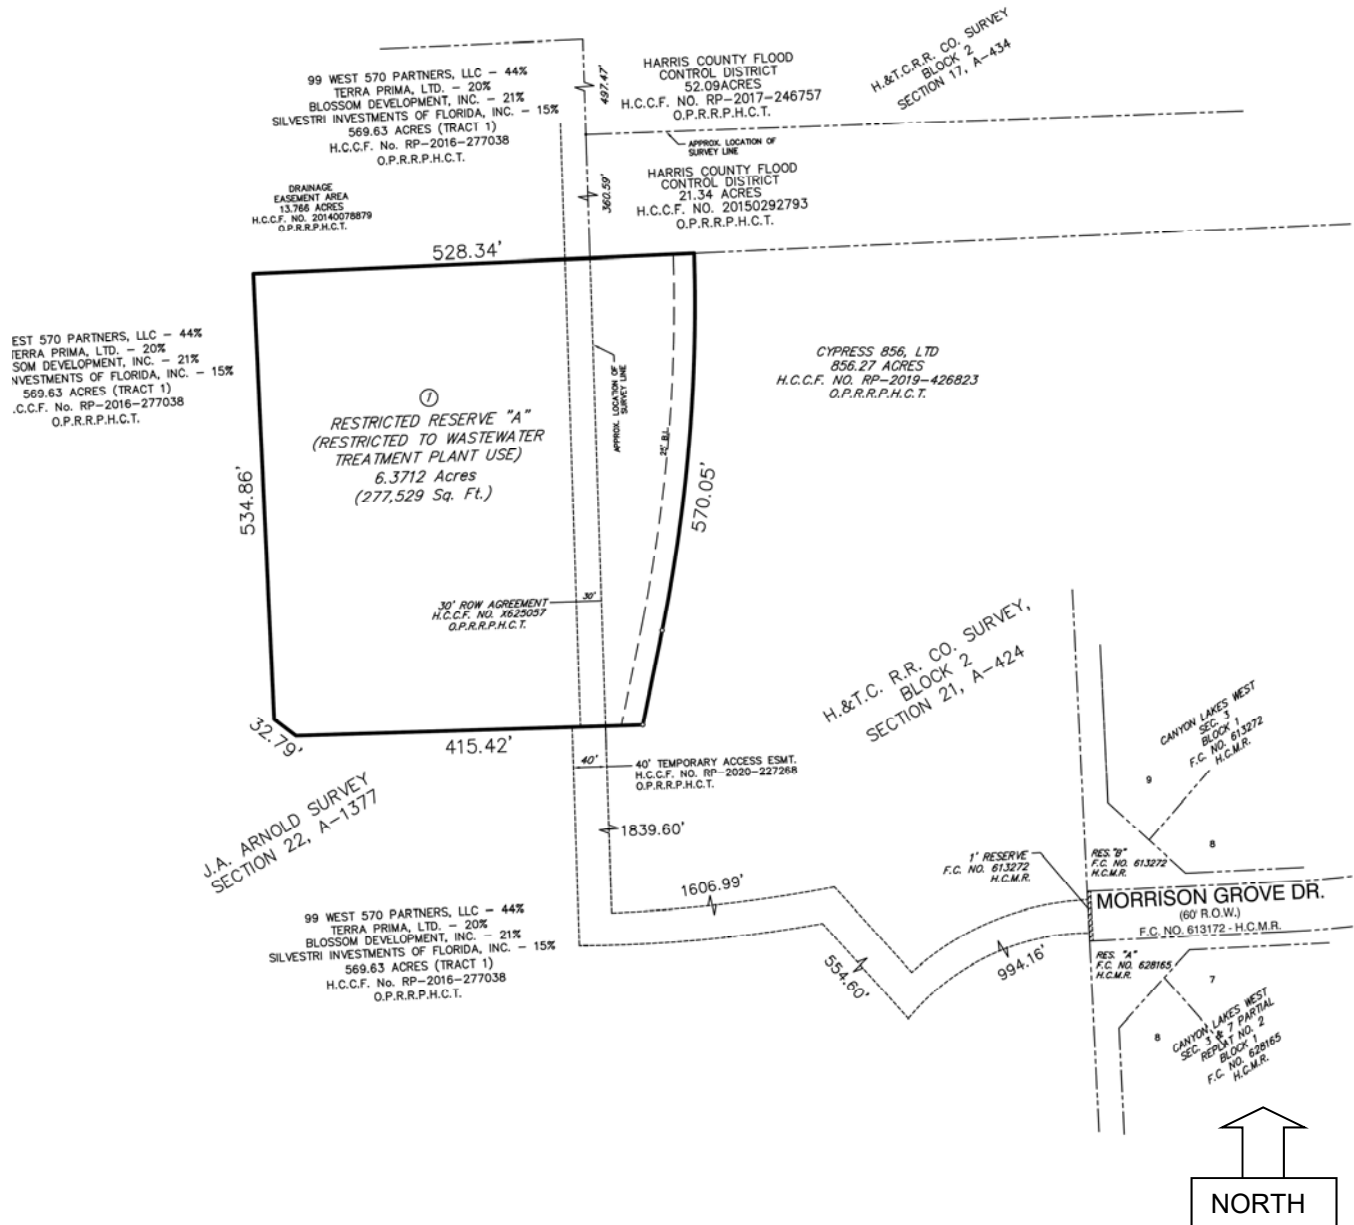 99 WEST 570 PARTNERS, LLC – 44%
TERRA PRIMA, LTD. – 20%
BLOSSOM DEVELOPMENT, INC. – 21%
SILVESTRI INVESTMENTS OF FLORIDA, INC. – 15%
569.63 ACRES (TRACT 1)
H.C.C.F. No. RP–2016–277038
O.P.R.R.P.H.C.T.
497.47'
HARRIS COUNTY FLOOD
CONTROL DISTRICT
52.09ACRES
H.C.C.F. NO. RP–2017–246757
O.P.R.R.P.H.C.T.
H.&T.C.R.R. CO. SURVEY
BLOCK 2
SECTION 17, A–434
APPROX. LOCATION OF
SURVEY LINE
DRAINAGE
EASEMENT AREA
13.766 ACRES
H.C.C.F. NO. 20140078879
O.P.R.R.P.H.C.T.
360.59'
HARRIS COUNTY FLOOD
CONTROL DISTRICT
21.34 ACRES
H.C.C.F. NO. 20150292793
O.P.R.R.P.H.C.T.
528.34'
EST 570 PARTNERS, LLC – 44%
ERRA PRIMA, LTD. – 20%
SOM DEVELOPMENT, INC. – 21%
NVESTMENTS OF FLORIDA, INC. – 15%
569.63 ACRES (TRACT 1)
.C.C.F. No. RP–2016–277038
O.P.R.R.P.H.C.T.
534.86'
1
RESTRICTED RESERVE "A"
(RESTRICTED TO WASTEWATER
TREATMENT PLANT USE)
6.3712 Acres
(277,529 Sq. Ft.)
APPROX. LOCATION OF
SURVEY LINE
25' B.L.
570.05'
CYPRESS 856, LTD
856.27 ACRES
H.C.C.F. NO. RP–2019–426823
O.P.R.R.P.H.C.T.
30' ROW AGREEMENT
H.C.C.F. NO. X625057
O.P.R.R.P.H.C.T.
30'
H.&T.C. R.R. CO. SURVEY,
BLOCK 2
SECTION 21, A–424
32.79'
415.42'
40'
40' TEMPORARY ACCESS ESMT.
H.C.C.F. NO. RP–2020–227268
O.P.R.R.P.H.C.T.
J.A. ARNOLD SURVEY
SECTION 22, A–1377
1839.60'
1606.99'
554.60'
994.16'
99 WEST 570 PARTNERS, LLC – 44%
TERRA PRIMA, LTD. – 20%
BLOSSOM DEVELOPMENT, INC. – 21%
SILVESTRI INVESTMENTS OF FLORIDA, INC. – 15%
569.63 ACRES (TRACT 1)
H.C.C.F. No. RP–2016–277038
O.P.R.R.P.H.C.T.
CANYON LAKES WEST
SEC. 3
BLOCK 1
F.C. NO. 613272
H.C.M.R.
9
8
1' RESERVE
F.C. NO. 613272
H.C.M.R.
RES. "B"
F.C. NO. 613272
H.C.M.R.
MORRISON GROVE DR.
(60' R.O.W.)
F.C. NO. 613172 - H.C.M.R.
RES. "A"
F.C. NO. 628165,
H.C.M.R.
7
8
CANYON LAKES WEST
SEC. 3 & 7 PARTIAL
REPLAT NO. 2
BLOCK 1
F.C. NO. 628165
H.C.M.R.
NORTH